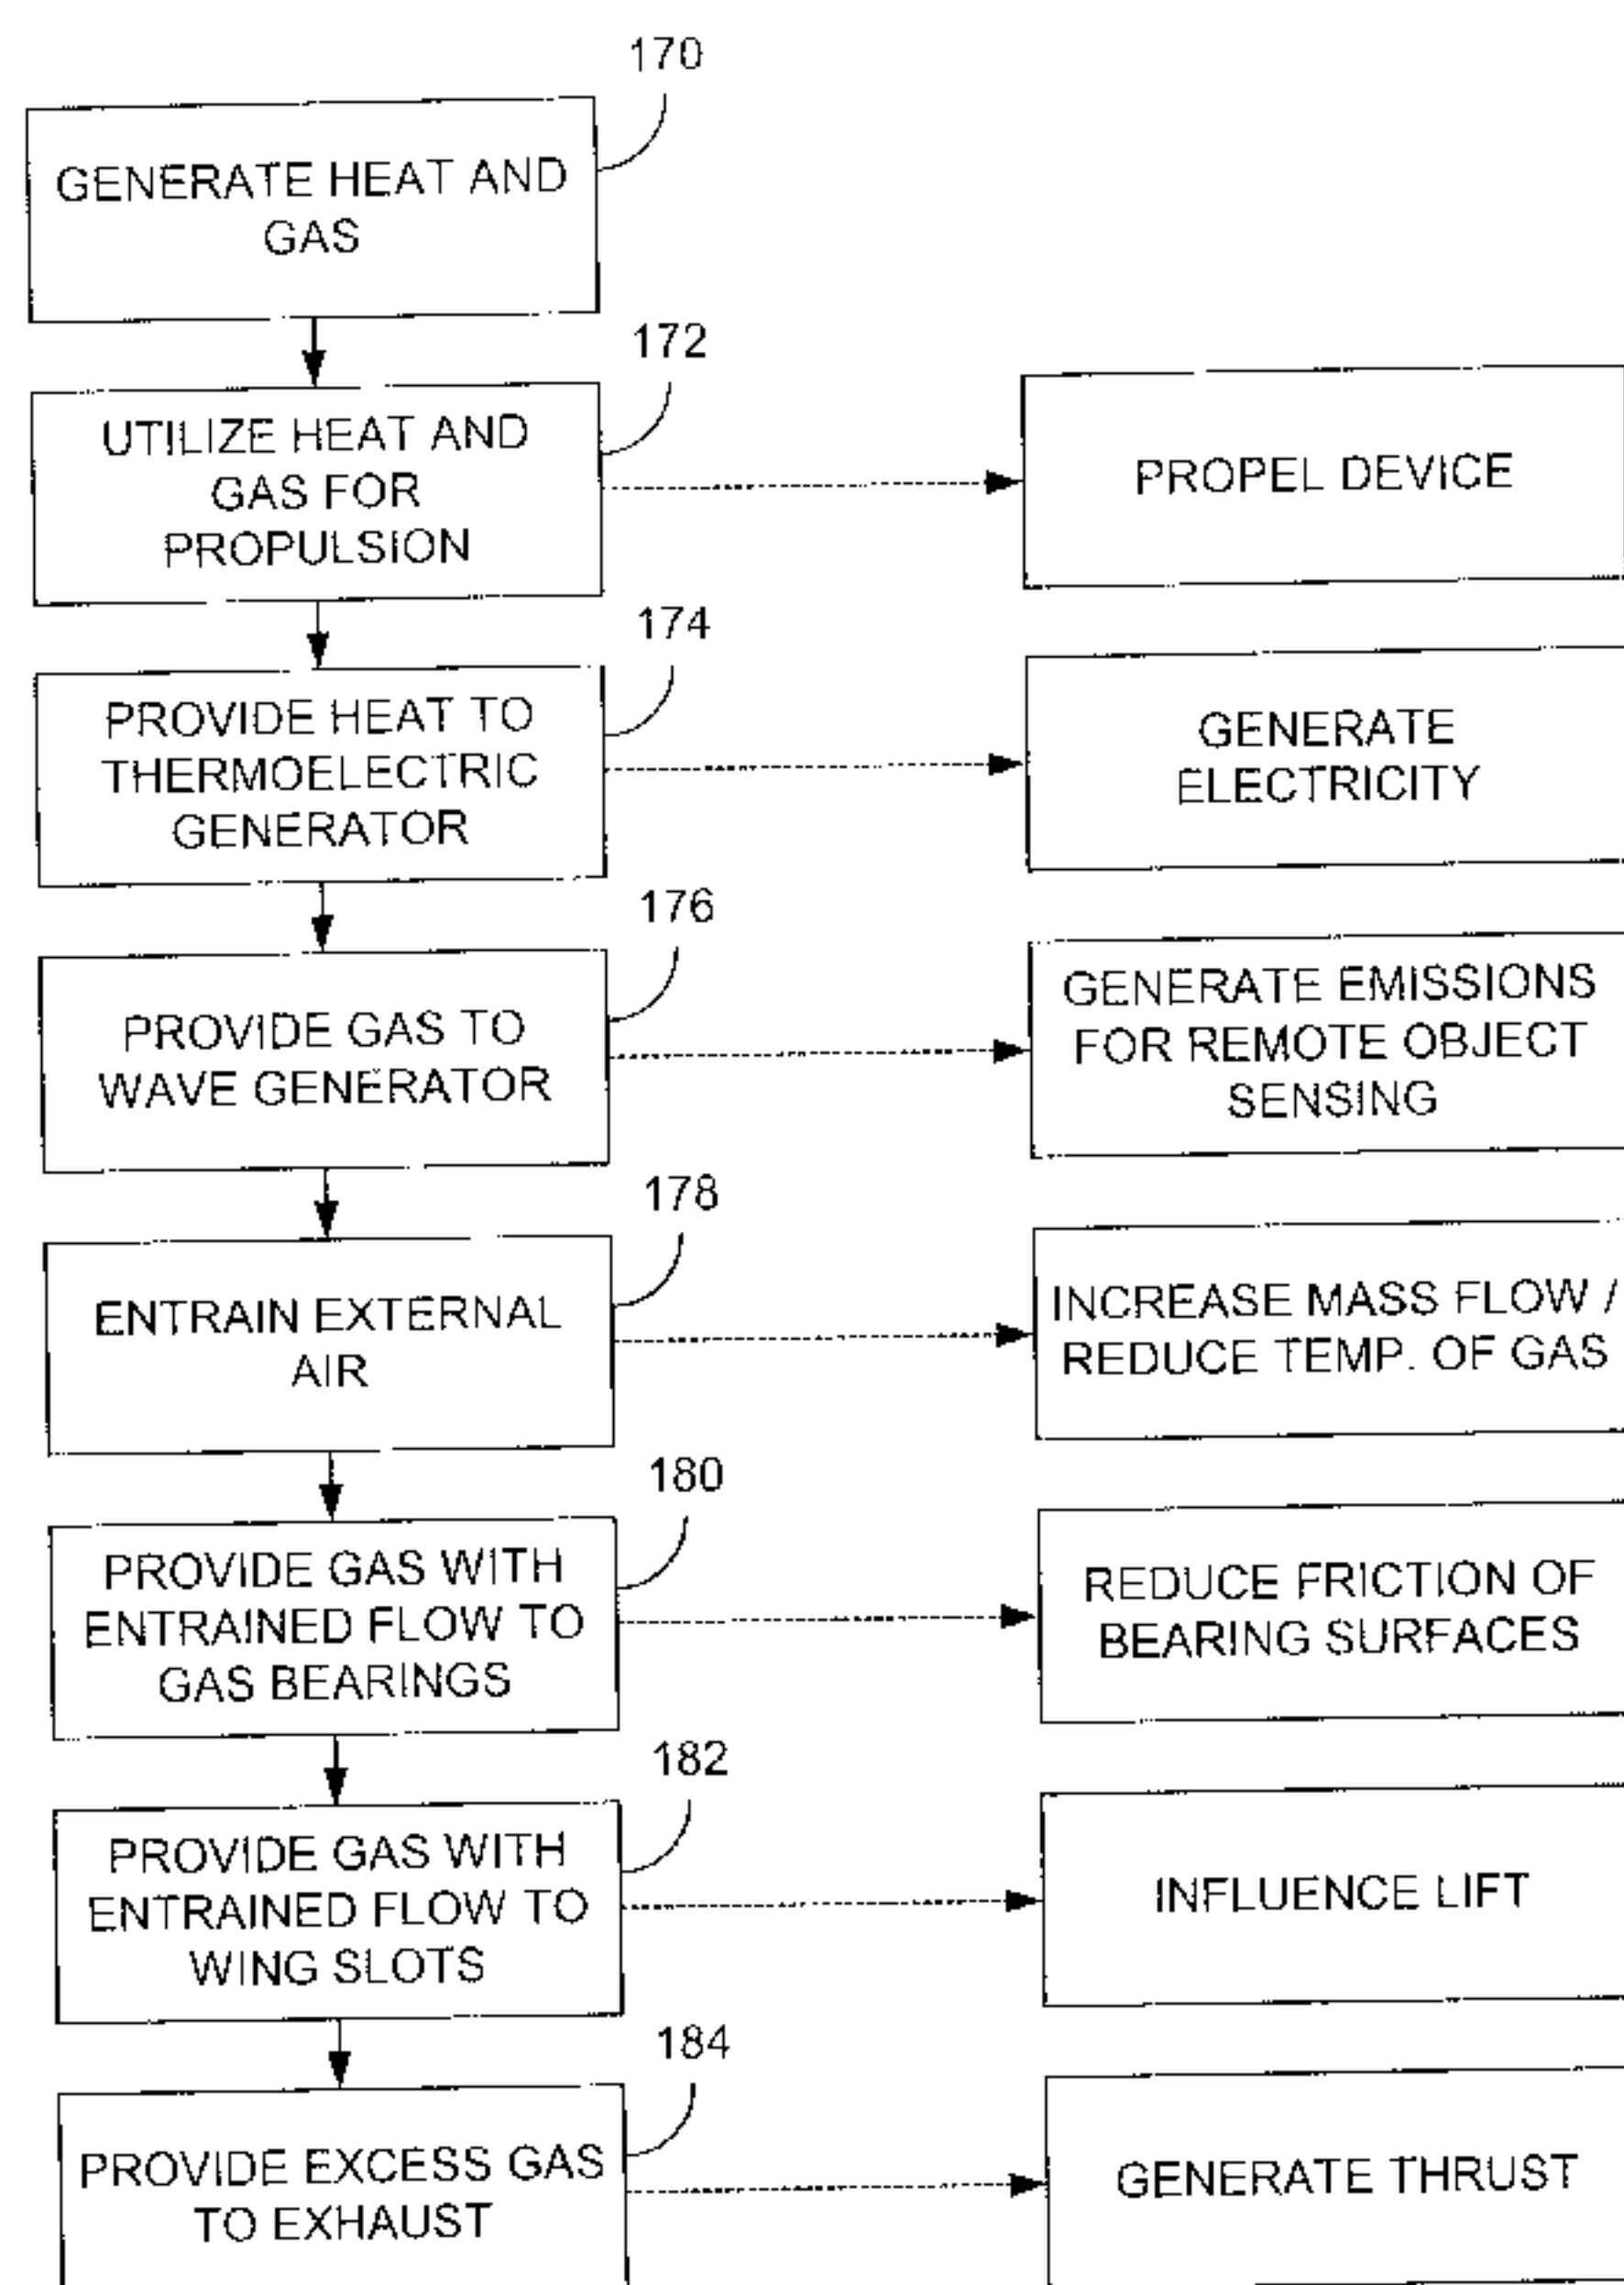 170
GENERATE HEAT AND
GAS
172
UTILIZE HEAT AND
GAS FOR
PROPULSION
PROPEL DEVICE
174
PROVIDE HEAT TO
THERMOELECTRIC
GENERATOR
GENERATE
ELECTRICITY
176
PROVIDE GAS TO
WAVE GENERATOR
GENERATE EMISSIONS
FOR REMOTE OBJECT
SENSING
178
ENTRAIN EXTERNAL
AIR
INCREASE MASS FLOW /
REDUCE TEMP. OF GAS
180
PROVIDE GAS WITH
ENTRAINED FLOW TO
GAS BEARINGS
REDUCE FRICTION OF
BEARING SURFACES
182
PROVIDE GAS WITH
ENTRAINED FLOW TO
WING SLOTS
INFLUENCE LIFT
184
PROVIDE EXCESS GAS
TO EXHAUST
GENERATE THRUST